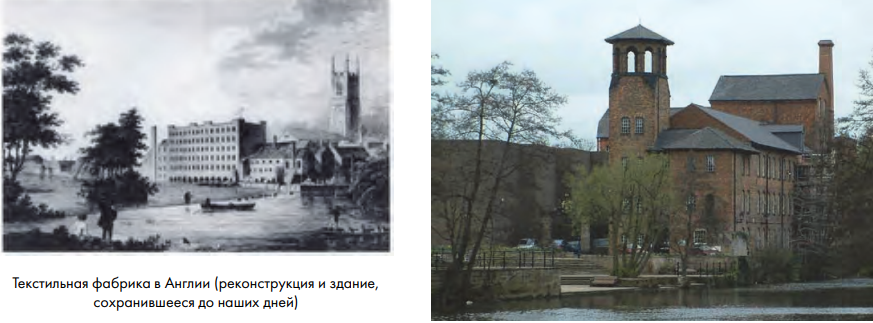 Текстильная фабрика в Англии (реконструкция и здание,
сохранившееся до наших дней)